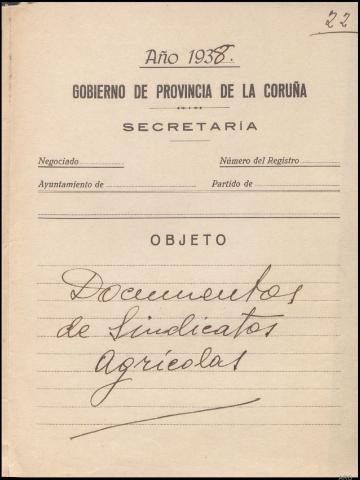 22
Año 1938.
GOBIERNO DE PROVINCIA DE LA CORUÑA
SECRETARÍA
Negociado Número del Registro
Ayuntamiento de Partido de
OBJETO
Documentos
de Sindicatos
Agrícolas